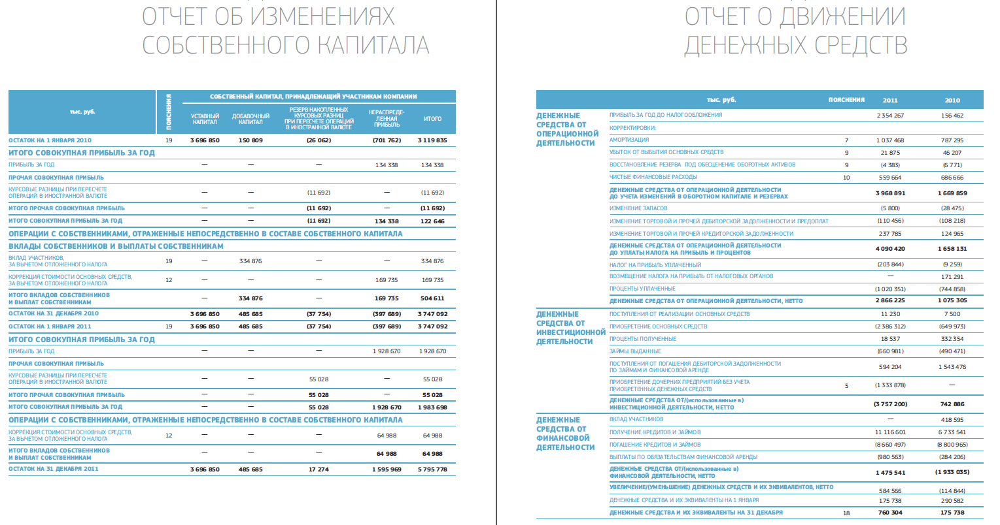 ОТЧЕТ ОБ ИЗМЕНЕНИЯХ
СОБСТВЕННОГО КАПИТАЛА
тыс. руб.
ПОЯСНЕНИЯ
СОБСТВЕННЫЙ КАПИТАЛ, ПРИНАДЛЕЖАЩИЙ УЧАСТНИКАМ КОМПАНИИ
УСТАВНЫЙ
КАПИТАЛ
ДОБАВОЧНЫЙ
КАПИТАЛ
РЕЗЕРВ НАКОПЛЕННЫХ
КУРСОВЫХ РАЗНИЦ
ПРИ ПЕРЕСЧЕТЕ ОПЕРАЦИЙ
В ИНОСТРАННОЙ ВАЛЮТЕ
НЕРАСПРЕДЕ-
ЛЕННАЯ
ПРИБЫЛЬ
ИТОГО
ОСТАТОК НА 1 ЯНВАРЯ 2010 19 3 696 850 150 809 (26 062) (701 762) 3 119 835
ИТОГО СОВОКУПНАЯ ПРИБЫЛЬ ЗА ГОД
ПРИБЫЛЬ ЗА ГОД — — — 134 338 134 338
ПРОЧАЯ СОВОКУПНАЯ ПРИБЫЛЬ
КУРСОВЫЕ РАЗНИЦЫ ПРИ ПЕРЕСЧЕТЕ
ОПЕРАЦИЙ В ИНОСТРАННОЙ ВАЛЮТЕ — — (11 692) — (11 692)
ИТОГО ПРОЧАЯ СОВОКУПНАЯ ПРИБЫЛЬ — — (11 692) — (11 692)
ИТОГО СОВОКУПНАЯ ПРИБЫЛЬ ЗА ГОД — — (11 692) 134 338 122 646
ОПЕРАЦИИ С СОБСТВЕННИКАМИ, ОТРАЖЕННЫЕ НЕПОСРЕДСТВЕННО В СОСТАВЕ СОБСТВЕННОГО КАПИТАЛА
ВКЛАДЫ СОБСТВЕННИКОВ И ВЫПЛАТЫ СОБСТВЕННИКАМ
ВКЛАД УЧАСТНИКОВ,
ЗА ВЫЧЕТОМ ОТЛОЖЕННОГО НАЛОГА 19 — 334 876 — — 334 876
КОРРЕКЦИЯ СТОИМОСТИ ОСНОВНЫХ СРЕДСТВ,
ЗА ВЫЧЕТОМ ОТЛОЖЕННОГО НАЛОГА 12 — — — 169 735 169 735
ИТОГО ВКЛАДОВ СОБСТВЕННИКОВ
И ВЫПЛАТ СОБСТВЕННИКАМ — 334 876 — 169 735 504 611
ОСТАТОК НА 31 ДЕКАБРЯ 2010 3 696 850 485 685 (37 754) (397 689) 3 747 092
ОСТАТОК НА 1 ЯНВАРЯ 2011 19 3 696 850 485 685 (37 754) (397 689) 3 747 092
ИТОГО СОВОКУПНАЯ ПРИБЫЛЬ ЗА ГОД
ПРИБЫЛЬ ЗА ГОД — — — 1 928 670 1 928 670
ПРОЧАЯ СОВОКУПНАЯ ПРИБЫЛЬ
КУРСОВЫЕ РАЗНИЦЫ ПРИ ПЕРЕСЧЕТЕ
ОПЕРАЦИЙ В ИНОСТРАННОЙ ВАЛЮТЕ — — 55 028 — 55 028
ИТОГО ПРОЧАЯ СОВОКУПНАЯ ПРИБЫЛЬ — — 55 028 — 55 028
ИТОГО СОВОКУПНАЯ ПРИБЫЛЬ ЗА ГОД — — 55 028 1 928 670 1 983 698
ОПЕРАЦИИ С СОБСТВЕННИКАМИ, ОТРАЖЕННЫЕ НЕПОСРЕДСТВЕННО В СОСТАВЕ СОБСТВЕННОГО КАПИТАЛА
КОРРЕКЦИЯ СТОИМОСТИ ОСНОВНЫХ СРЕДСТВ,
ЗА ВЫЧЕТОМ ОТЛОЖЕННОГО НАЛОГА 12 — — — 64 988 64 988
ИТОГО ВКЛАДОВ СОБСТВЕННИКОВ
И ВЫПЛАТ СОБСТВЕННИКАМ — — — 64 988 64 988
ОСТАТОК НА 31 ДЕКАБРЯ 2011 3 696 850 485 685 17 274 1 595 969 5 795 778
ОТЧЕТ О ДВИЖЕНИИ
ДЕНЕЖНЫХ СРЕДСТВ
тыс. руб. ПОЯСНЕНИЯ 2011 2010
ДЕНЕЖНЫЕ
СРЕДСТВА ОТ
ОПЕРАЦИОННОЙ
ДЕЯТЕЛЬНОСТИ
ПРИБЫЛЬ ЗА ГОД ДО НАЛОГООБЛОЖЕНИЯ 2 354 267 156 462
КОРРЕКТИРОВКИ:
АМОРТИЗАЦИЯ 7 1 037 468 787 295
УБЫТОК ОТ ВЫБЫТИЯ ОСНОВНЫХ СРЕДСТВ 9 21 875 46 207
ВОССТАНОВЛЕНИЕ РЕЗЕРВА ПОД ОБЕСЦЕНЕНИЕ ОБОРОТНЫХ АКТИВОВ 9 (4 383) (6 771)
ЧИСТЫЕ ФИНАНСОВЫЕ РАСХОДЫ 10 559 664 686 666
ДЕНЕЖНЫЕ СРЕДСТВА ОТ ОПЕРАЦИОННОЙ ДЕЯТЕЛЬНОСТИ
ДО УЧЕТА ИЗМЕНЕНИЙ В ОБОРОТНОМ КАПИТАЛЕ И РЕЗЕРВАХ 3 968 891 1 669 859
ИЗМЕНЕНИЕ ЗАПАСОВ (5 800) (28 475)
ИЗМЕНЕНИЕ ТОРГОВОЙ И ПРОЧЕЙ ДЕБИТОРСКОЙ ЗАДОЛЖЕННОСТИ И ПРЕДОПЛАТ (110 456) (108 218)
ИЗМЕНЕНИЕ ТОРГОВОЙ И ПРОЧЕЙ КРЕДИТОРСКОЙ ЗАДОЛЖЕННОСТИ 237 785 124 965
ДЕНЕЖНЫЕ СРЕДСТВА ОТ ОПЕРАЦИОННОЙ ДЕЯТЕЛЬНОСТИ
ДО УПЛАТЫ НАЛОГА НА ПРИБЫЛЬ И ПРОЦЕНТОВ 4 090 420 1 658 131
НАЛОГ НА ПРИБЫЛЬ УПЛАЧЕННЫЙ (203 844) (9 259)
ВОЗМЕЩЕНИЕ НАЛОГА НА ПРИБЫЛЬ ОТ НАЛОГОВЫХ ОРГАНОВ — 171 291
ПРОЦЕНТЫ УПЛАЧЕННЫЕ (1 020 351) (744 858)
ДЕНЕЖНЫЕ СРЕДСТВА ОТ ОПЕРАЦИОННОЙ ДЕЯТЕЛЬНОСТИ, НЕТТО 2 866 225 1 075 305
ДЕНЕЖНЫЕ
СРЕДСТВА ОТ
ИНВЕСТИЦИОННОЙ
ДЕЯТЕЛЬНОСТИ
ПОСТУПЛЕНИЯ ОТ РЕАЛИЗАЦИИ ОСНОВНЫХ СРЕДСТВ 11 230 7 500
ПРИОБРЕТЕНИЕ ОСНОВНЫХ СРЕДСТВ (2 386 312) (649 973)
ПРОЦЕНТЫ ПОЛУЧЕННЫЕ 18 537 332 354
ЗАЙМЫ ВЫДАННЫЕ (660 981) (490 471)
ПОСТУПЛЕНИЯ ОТ ПОГАШЕНИЯ ДЕБИТОРСКОЙ ЗАДОЛЖЕННОСТИ
ПО ЗАЙМАМ И ФИНАНСОВОЙ АРЕНДЕ 594 204 1 543 476
ПРИОБРЕТЕНИЕ ДОЧЕРНИХ ПРЕДПРИЯТИЙ БЕЗ УЧЕТА
ПРИОБРЕТЕННЫХ ДЕНЕЖНЫХ СРЕДСТВ 5 (1 333 878) —
ДЕНЕЖНЫЕ СРЕДСТВА ОТ/(использованные в)
ИНВЕСТИЦИОННОЙ ДЕЯТЕЛЬНОСТИ, НЕТТО (3 757 200) 742 886
ДЕНЕЖНЫЕ
СРЕДСТВА ОТ
ФИНАНСОВОЙ
ДЕЯТЕЛЬНОСТИ
ВКЛАД УЧАСТНИКОВ — 418 595
ПОЛУЧЕНИЕ КРЕДИТОВ И ЗАЙМОВ 11 116 601 6 733 541
ПОГАШЕНИЕ КРЕДИТОВ И ЗАЙМОВ (8 660 497) (8 800 965)
ВЫПЛАТЫ ПО ОБЯЗАТЕЛЬСТВАМ ФИНАНСОВОЙ АРЕНДЫ (980 563) (284 206)
ДЕНЕЖНЫЕ СРЕДСТВА ОТ/(использованные в)
ФИНАНСОВОЙ ДЕЯТЕЛЬНОСТИ, НЕТТО 1 475 541 (1 933 035)
УВЕЛИЧЕНИЕ/(УМЕНЬШЕНИЕ) ДЕНЕЖНЫХ СРЕДСТВ И ИХ ЭКВИВАЛЕНТОВ, НЕТТО 584 566 (114 844)
ДЕНЕЖНЫЕ СРЕДСТВА И ИХ ЭКВИВАЛЕНТЫ НА 1 ЯНВАРЯ 175 738 290 582
ДЕНЕЖНЫЕ СРЕДСТВА И ИХ ЭКВИВАЛЕНТЫ НА 31 ДЕКАБРЯ 18 760 304 175 738